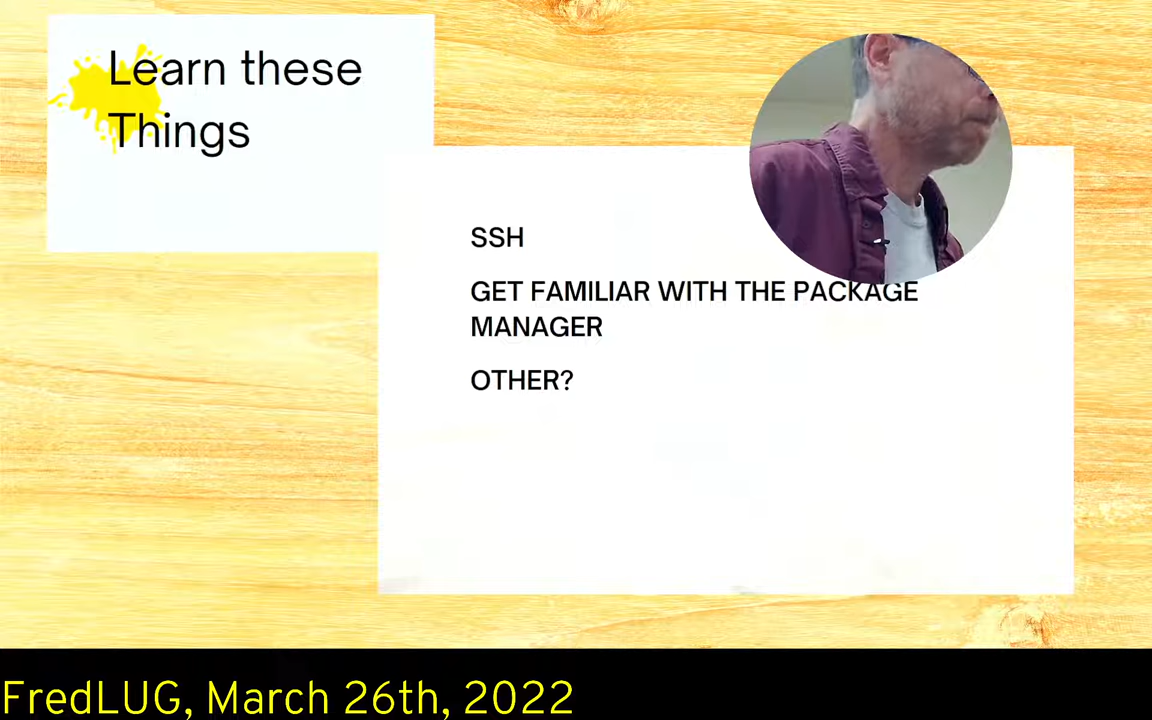 Learn these
Things
SSH
GET FAMILIAR WITH THE PACKAGE
MANAGER
OTHER?
FredLUG, March 26th, 2022